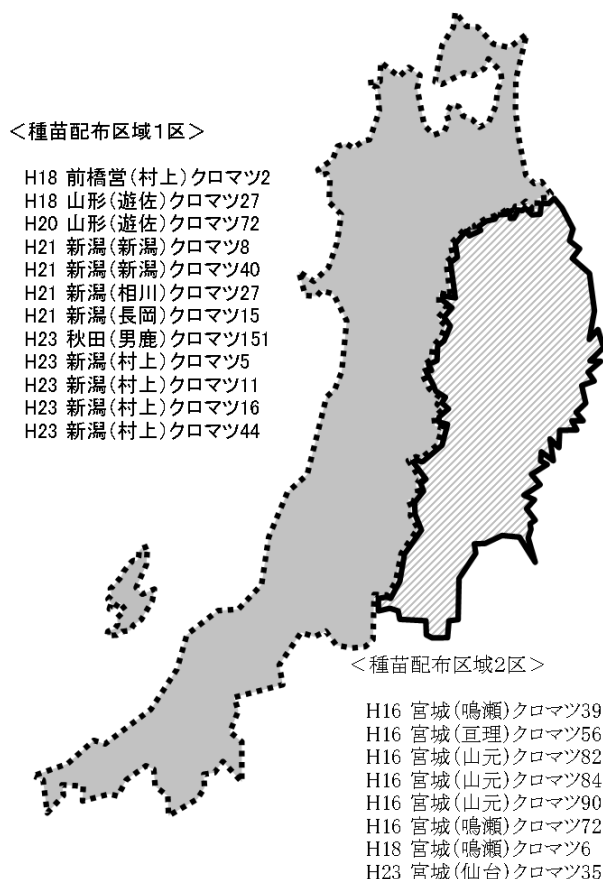 ＜種苗配布区域1区＞
H18 前橋営(村上)クロマツ2
H18 山形(遊佐)クロマツ27
H20 山形(遊佐)クロマツ72
H21 新潟(新潟)クロマツ8
H21 新潟(新潟)クロマツ40
H21 新潟(相川)クロマツ27
H21 新潟(長岡)クロマツ15
H23 秋田(男鹿)クロマツ151
H23 新潟(村上)クロマツ5
H23 新潟(村上)クロマツ11
H23 新潟(村上)クロマツ16
H23 新潟(村上)クロマツ44
＜種苗配布区域2区＞
H16 宮城(鳴瀬)クロマツ39
H16 宮城(亘理)クロマツ56
H16 宮城(山元)クロマツ82
H16 宮城(山元)クロマツ84
H16 宮城(山元)クロマツ90
H16 宮城(鳴瀬)クロマツ72
H18 宮城(鳴瀬)クロマツ6
H23 宮城(仙台)クロマツ35